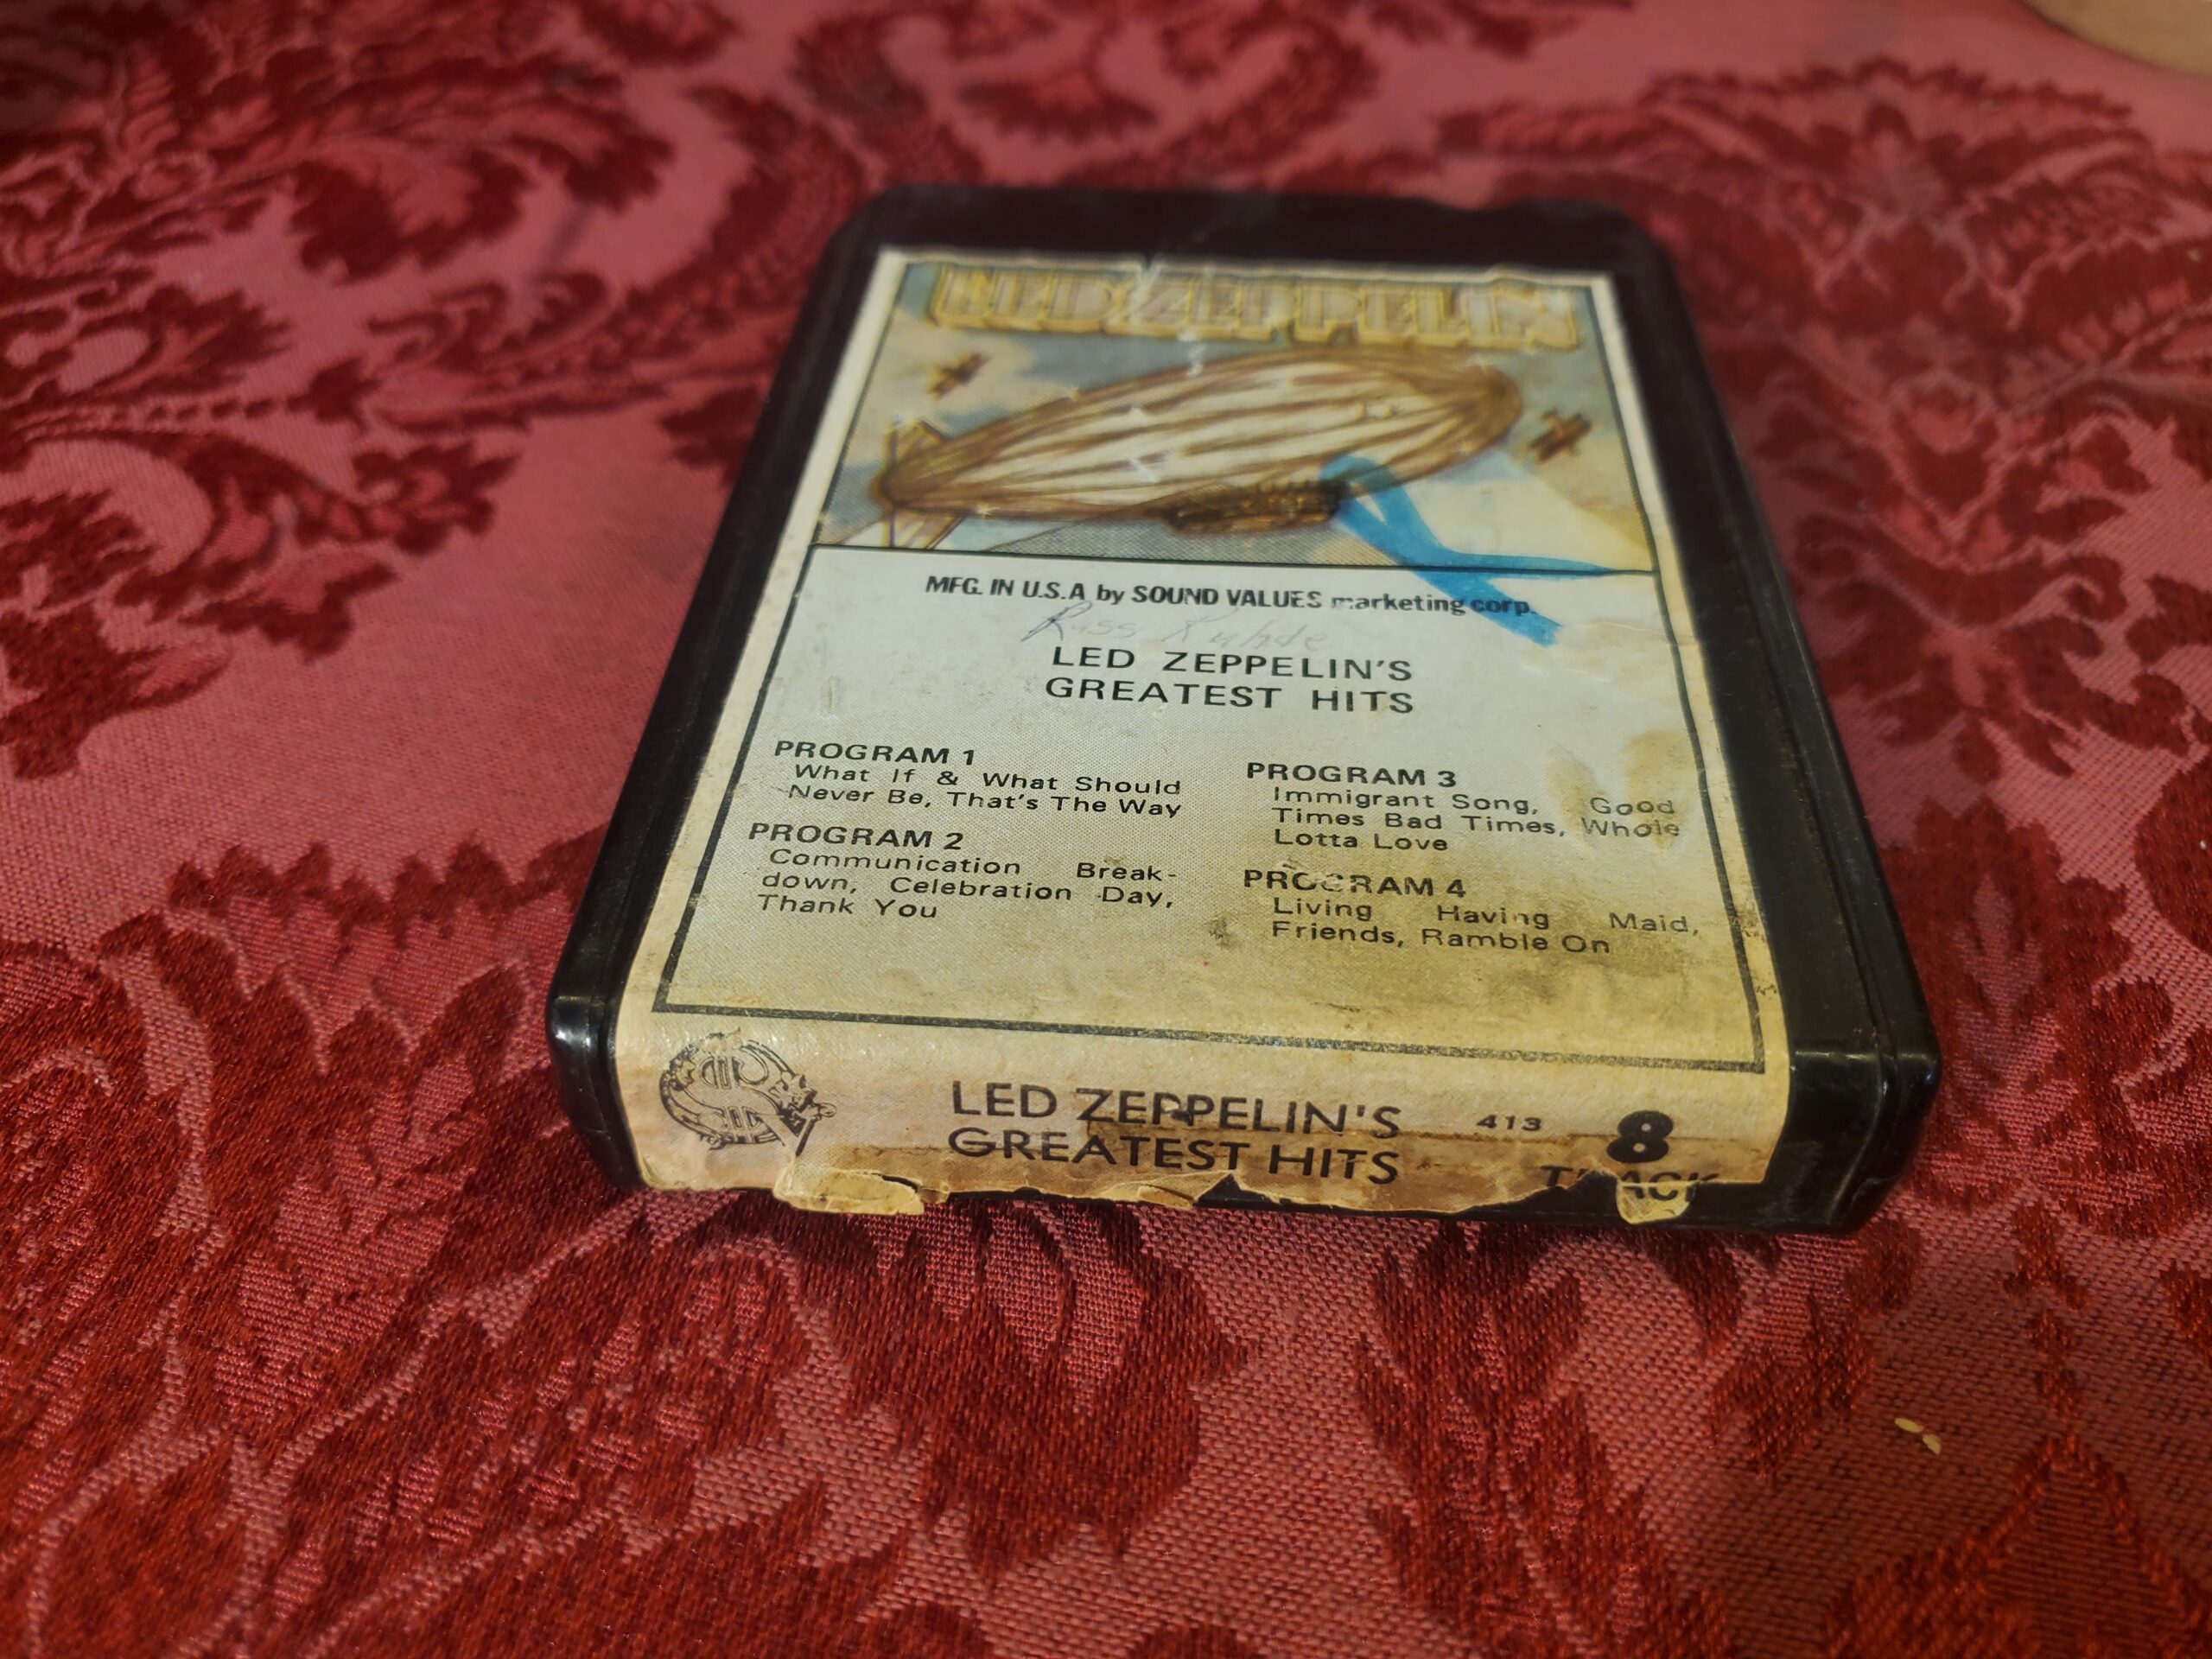 LED ZEPPELIN
MFG. IN U.S.A by SOUND VALUES marketing corp.
Russ
LED ZEPPELIN'S
GREATEST HITS
PROGRAM 1
What If & What Should
Never Be, That's The Way
PROGRAM 2
Communication Break-
down, Celebration Day,
Thank You
PROGRAM 3
Immigrant Song, Good
Times Bad Times, Whole
Lotta Love
PROGRAM 4
Living Having Maid,
Friends, Ramble On
LED ZEPPELIN'S
GREATEST HITS
413
8
TRACK